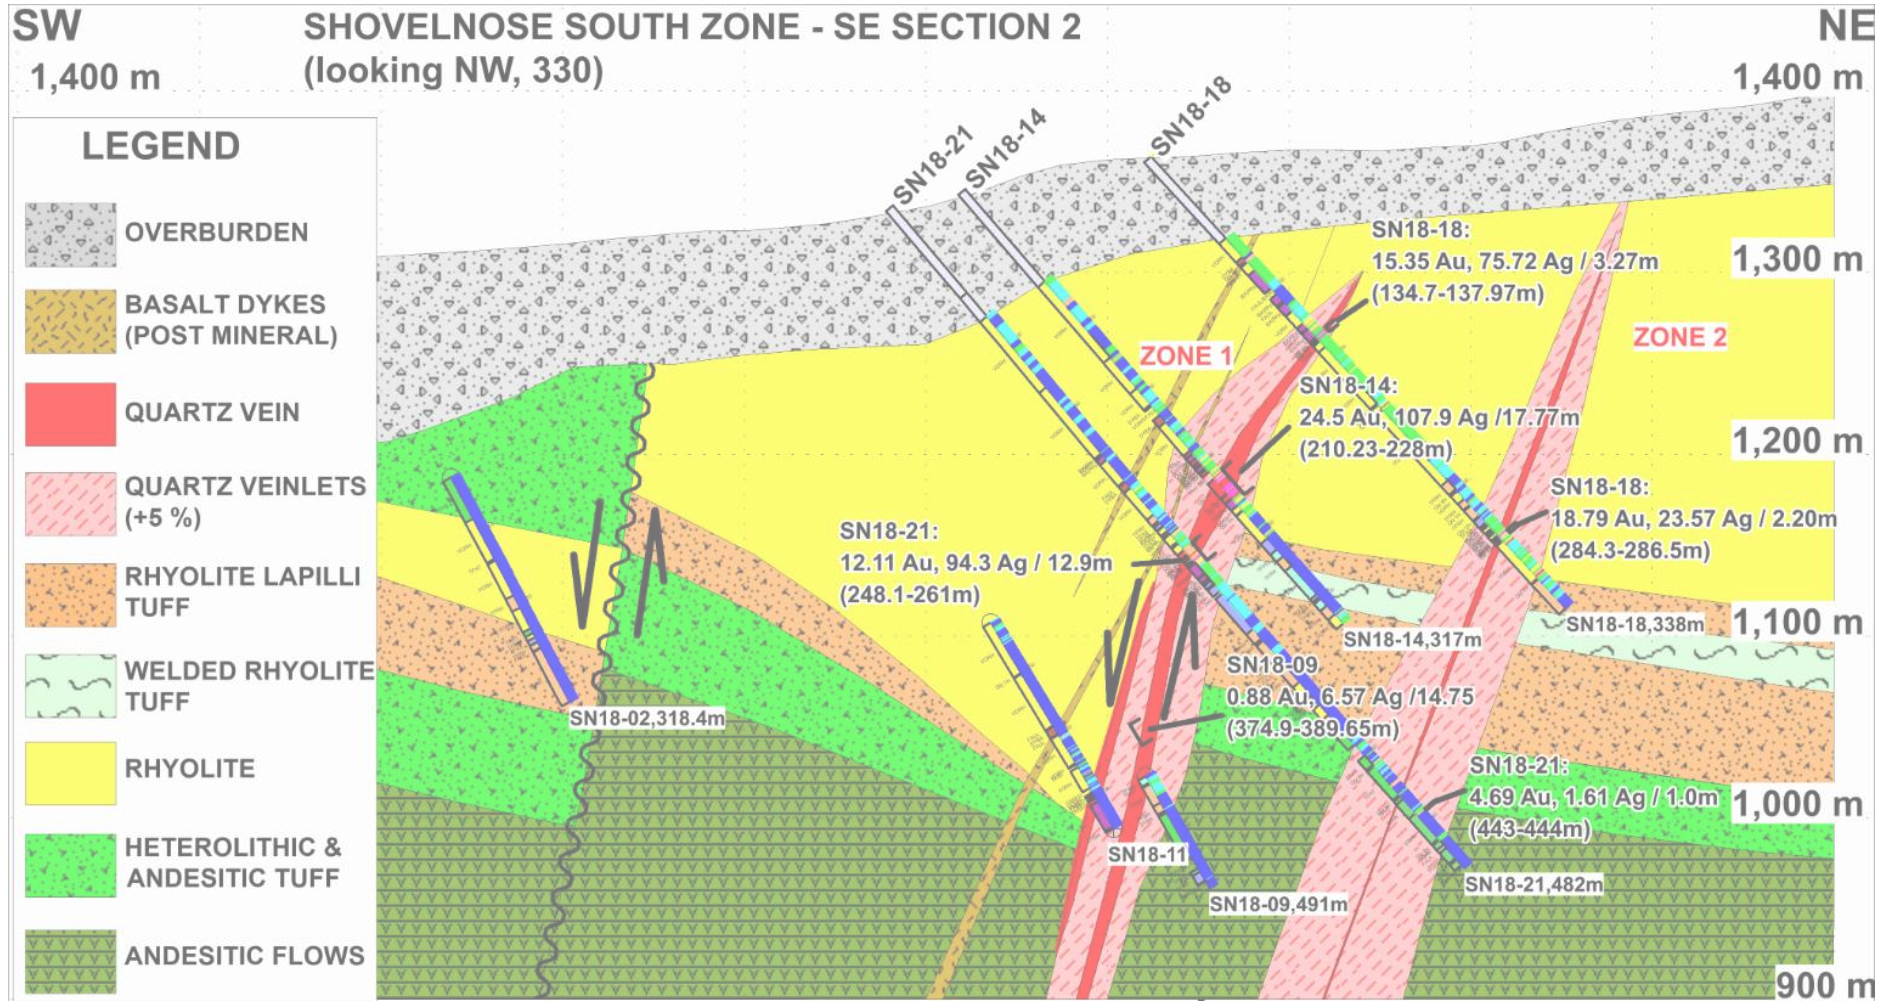 SW
SHOVELNOSE SOUTH ZONE - SE SECTION 2
NE
(looking NW, 330)
1,400 m
1,400 m
LEGEND
OVERBURDEN
BASALT DYKES
(POST MINERAL)
QUARTZ VEIN
QUARTZ VEINLETS
(+5 %)
RHYOLITE LAPILLI
TUFF
WELDED RHYOLITE
TUFF
RHYOLITE
HETEROLITHIC &
ANDESITIC TUFF
ANDESITIC FLOWS
SN18-21
SN18-14
SN18-18
SN18-18:
15.35 Au, 75.72 Ag / 3.27m
(134.7-137.97m)
1,300 m
ZONE 1
ZONE 2
SN18-14:
24.5 Au, 107.9 Ag /17.77m
(210.23-228m)
1,200 m
SN18-18:
18.79 Au, 23.57 Ag / 2.20m
(284.3-286.5m)
SN18-21:
12.11 Au, 94.3 Ag / 12.9m
(248.1-261m)
SN18-14,317m
SN18-18,338m
1,100 m
SN18-09
0.88 Au, 6.57 Ag /14.75
(374.9-389.65m)
SN18-02,318.4m
SN18-21:
4.69 Au, 1.61 Ag / 1.0m
(443-444m)
1,000 m
SN18-11
SN18-21,482m
SN18-09,491m
900 m